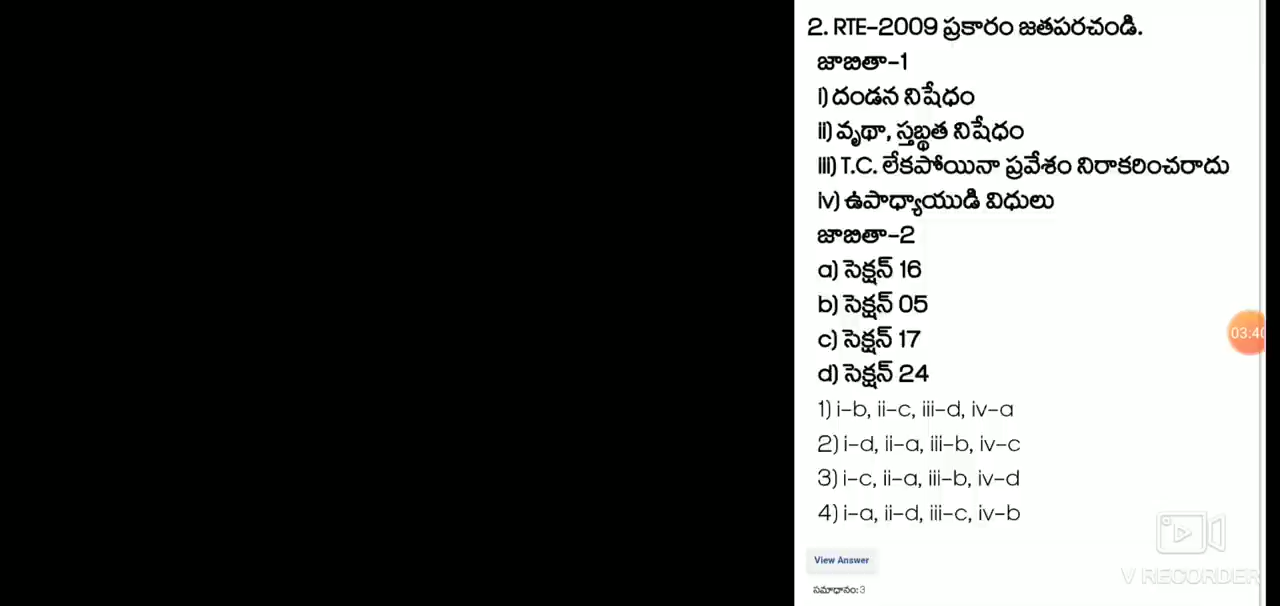 2. RTE-2009 ప్రకారం జతపరచండి.
జాబితా-1
i) దండన నిషేధం
ii) వృథా, స్తబ్ధత నిషేధం
iii) T.C. లేకపోయినా ప్రవేశం నిరాకరించరాదు
iv) ఉపాధ్యాయుడి విధులు
జాబితా-2
a) సెక్షన్ 16
b) సెక్షన్ 05
c) సెక్షన్ 17
03:40
d) సెక్షన్ 24
1) i-b, ii-c, iii-d, iv-a
2) i-d, ii-a, iii-b, iv-c
3) i-c, ii-a, iii-b, iv-d
4) i-a, ii-d, iii-c, iv-b
View Answer
V RECORDER
సమాధానం: 3